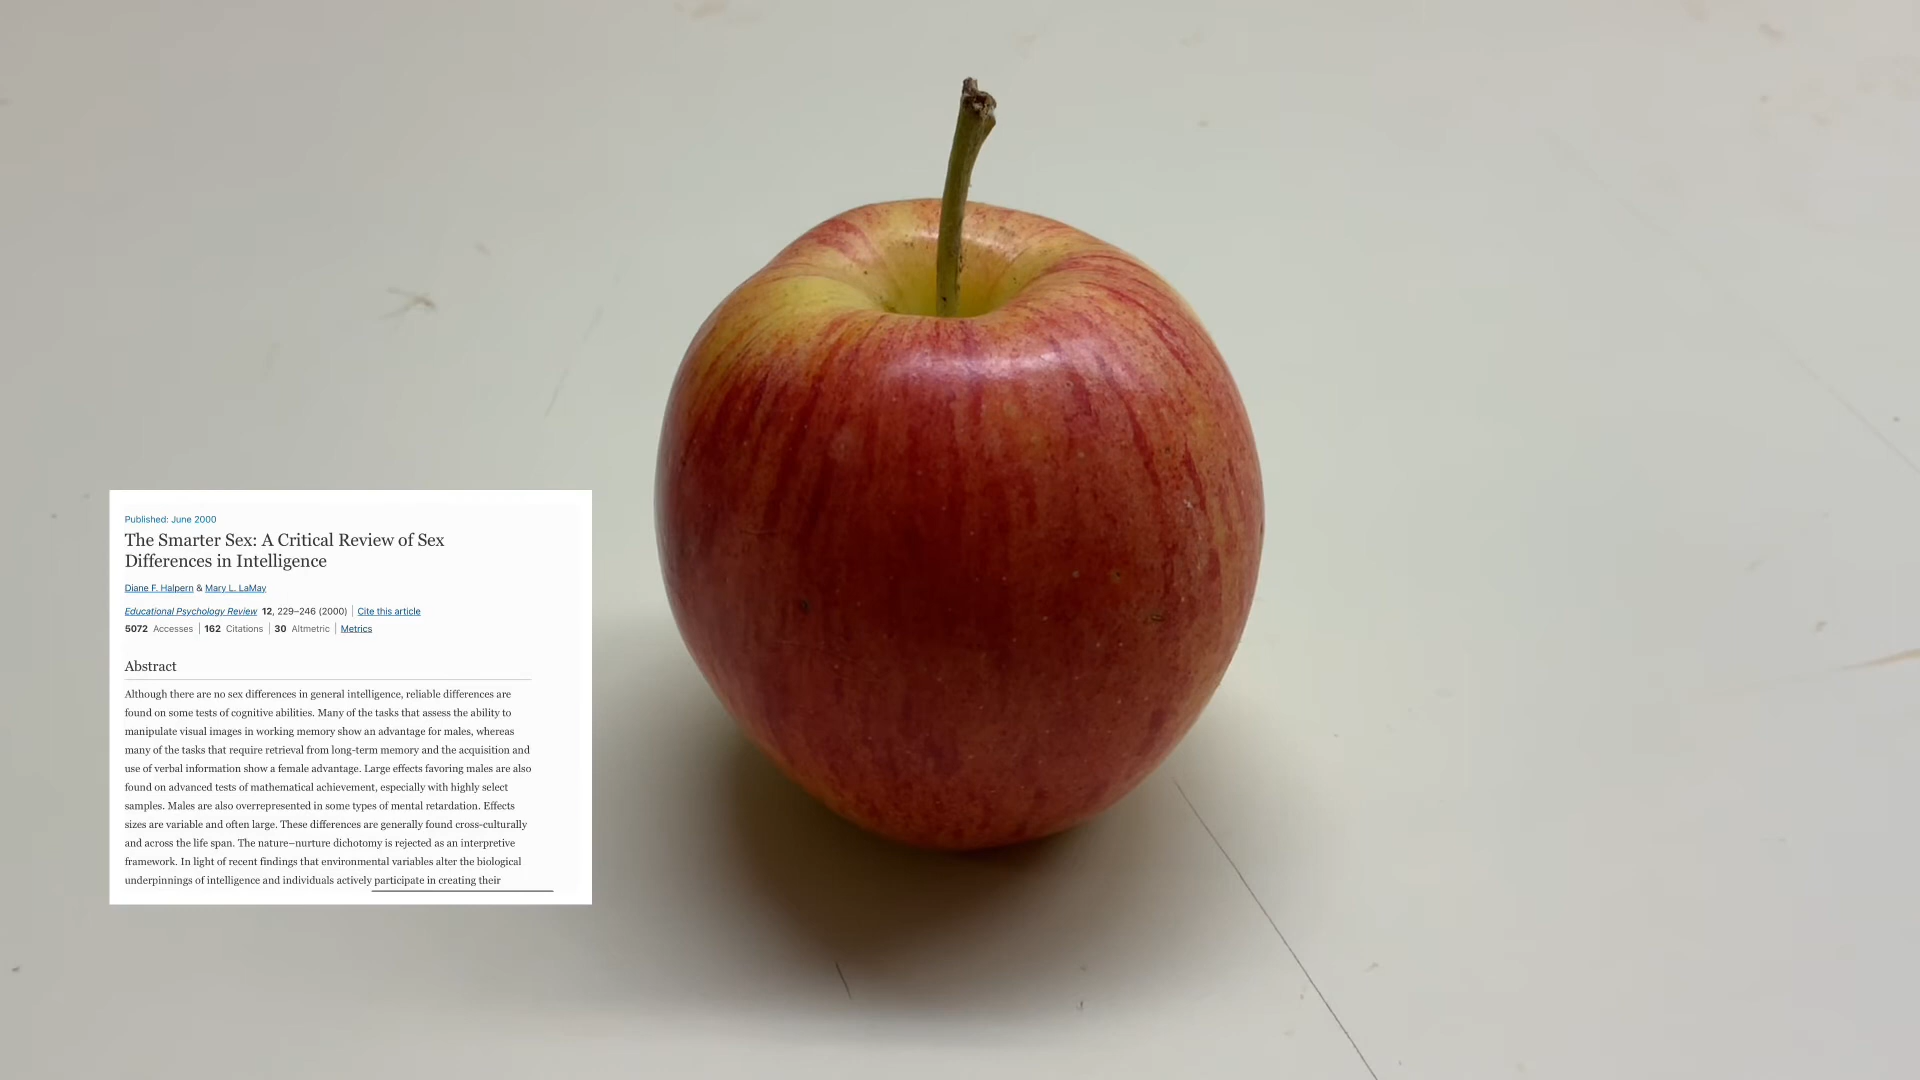 Published: June 2000
The Smarter Sex: A Critical Review of Sex
Differences in Intelligence
Diane F. Halpern & Mary L. LaMay
Educational Psychology Review 12, 229–246 (2000) | Cite this article
5072 Accesses | 162 Citations | 30 Altmetric | Metrics
Abstract
Although there are no sex differences in general intelligence, reliable differences are
found on some tests of cognitive abilities. Many of the tasks that assess the ability to
manipulate visual images in working memory show an advantage for males, whereas
many of the tasks that require retrieval from long-term memory and the acquisition and
use of verbal information show a female advantage. Large effects favoring males are also
found on advanced tests of mathematical achievement, especially with highly select
samples. Males are also overrepresented in some types of mental retardation. Effects
sizes are variable and often large. These differences are generally found cross-culturally
and across the life span. The nature–nurture dichotomy is rejected as an interpretive
framework. In light of recent findings that environmental variables alter the biological
underpinnings of intelligence and individuals actively participate in creating their